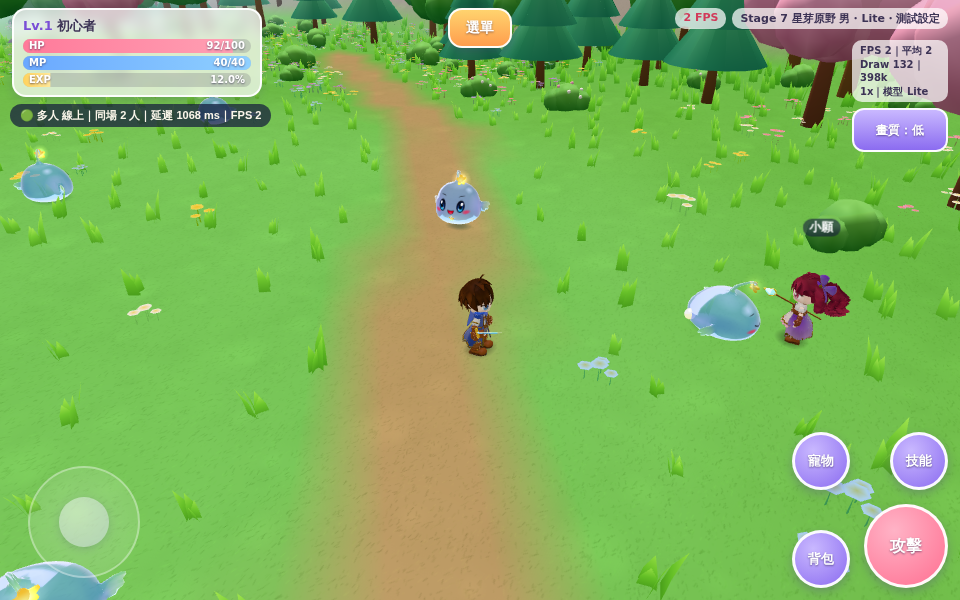 Lv.1 初心者
HP 92/100
MP 40/40
EXP 12.0%
多人 線上｜同場 2 人｜延遲 1068 ms｜FPS 2
選單
2 FPS
Stage 7 星芽原野 男 · Lite · 測試設定
FPS 2｜平均 2
Draw 132｜
398k
1x｜模型 Lite
畫質：低
小願
寵物
技能
攻擊
背包